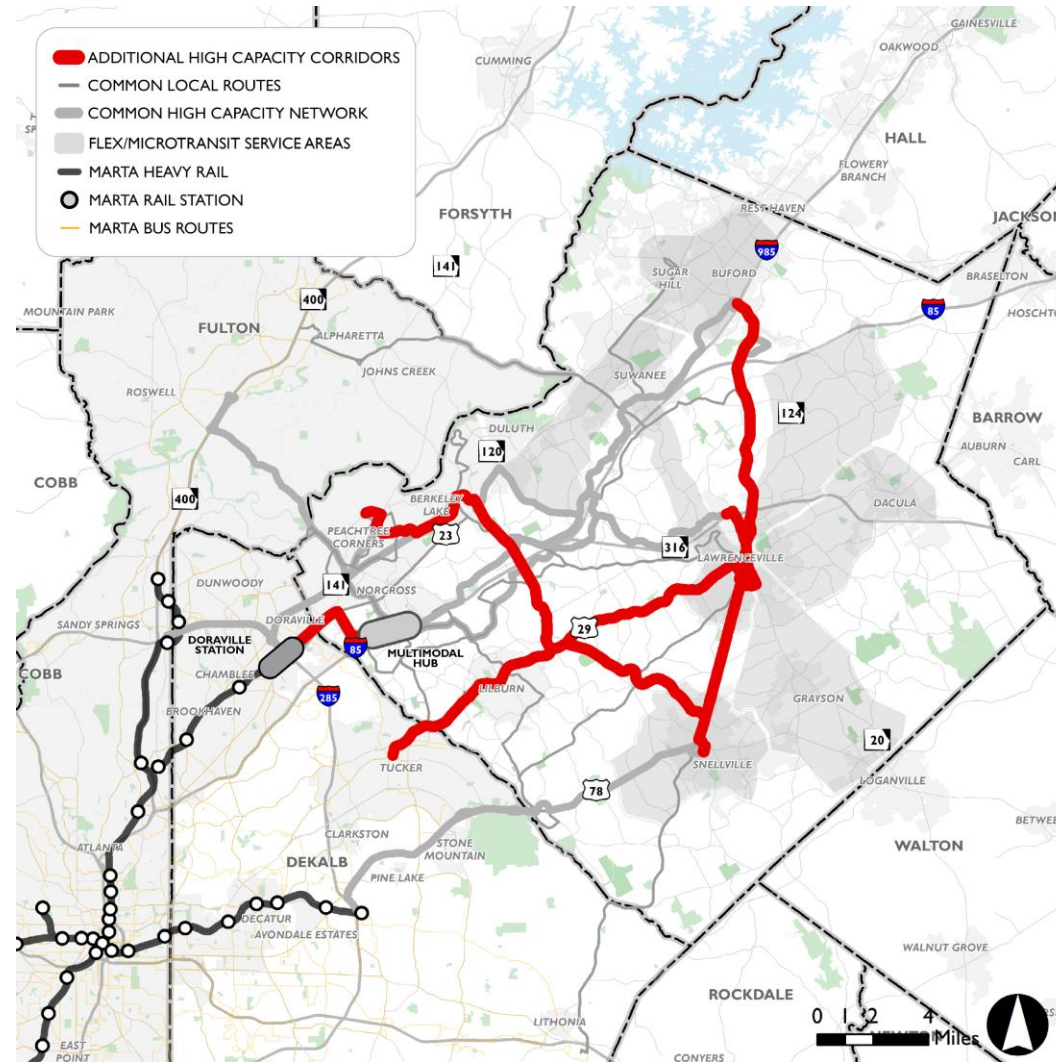 ADDITIONAL HIGH CAPACITY CORRIDORS
COMMON LOCAL ROUTES
COMMON HIGH CAPACITY NETWORK
FLEX/MICROTRANSIT SERVICE AREAS
MARTA HEAVY RAIL
MARTA RAIL STATION
MARTA BUS ROUTES
GAINESVILLE
OAKWOOD
CUMMING
HALL
FLOWERY
BRANCH
FORSYTH
REST HAVEN
JACKSON
985
141
SUGAR
HILL
BUFORD
BRASELTON
400
MOUNTAIN PARK
FULTON
85
HOSCHTO
ALPHARETTA
JOHNS CREEK
SUWANEE
ROSWELL
124
BARROW
DULUTH
120
AUBURN
CARL
COBB
400
BERKELEY
LAKE
DACULA
PEACHTREE
CORNERS
23
316
LAWRENCEVILLE
DUNWOODY
141
NORCROSS
SANDY SPRINGS
DORAVILLE
29
DORAVILLE
STATION
85
MULTIMODAL
HUB
COBB
CHAMBLEE
285
LILBURN
GRAYSON
BROOKHAVEN
20
TUCKER
SNELLVILLE
LOGANVILLE
78
CLARKSTON
BETWE
ATLANTA
STONE
MOUNTAIN
WALTON
DEKALB
PINE LAKE
DECATUR
AVONDALE ESTATES
WALNUT GROVE
ROCKDALE
0 1 2 4
Miles
LITHONIA
EAST
POINT
CONYERS